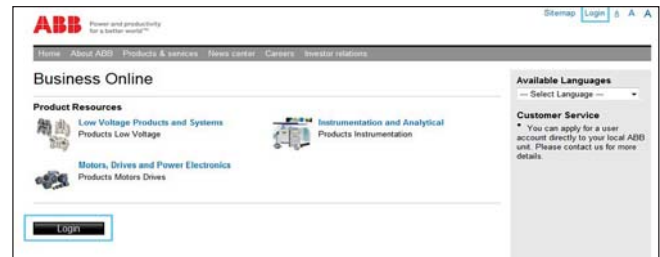 Sitemap Login A A A
ABB
Power and productivity
for a better world™
Home About ABB Products & services News center Careers Investor relations
Business Online
Product Resources
Low Voltage Products and Systems
Products Low Voltage
Instrumentation and Analytical
Products Instrumentation
Motors, Drives and Power Electronics
Products Motors Drives
Login
Available Languages
--- Select Language ---
Customer Service
• You can apply for a user
account directly to your local ABB
unit. Please contact us for more
details.